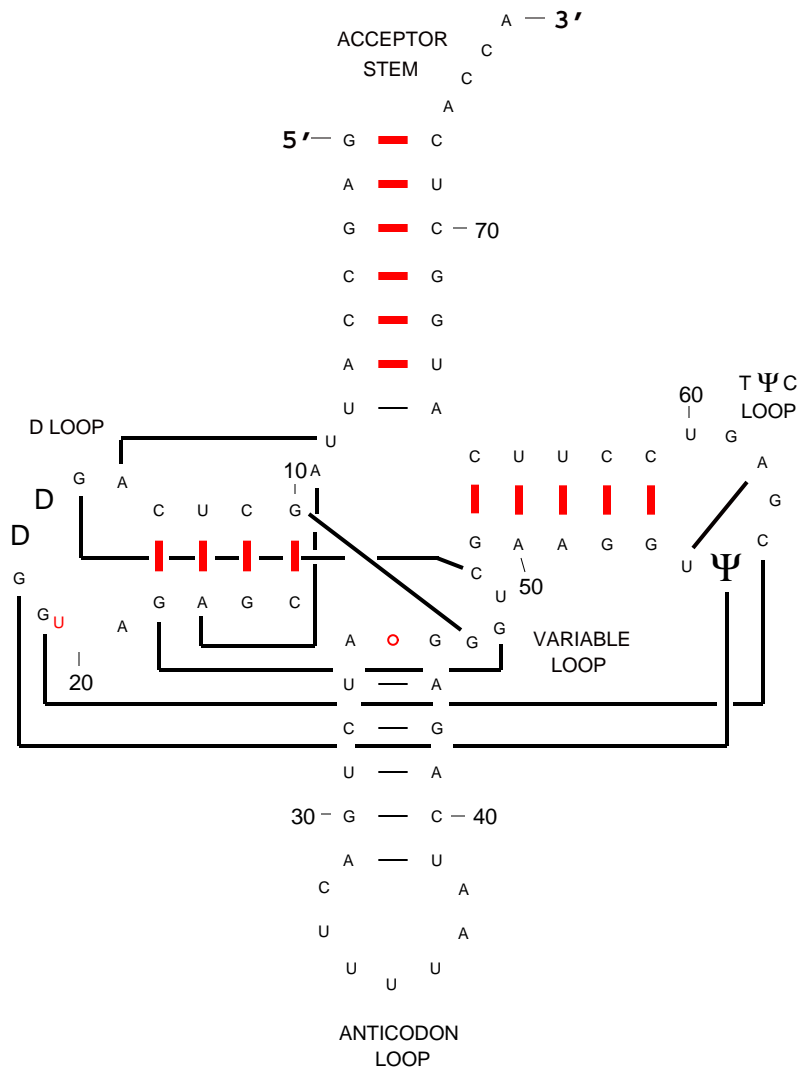 A — 3'
C
ACCEPTOR
STEM
C
A
5' — G C
A U
G C — 70
C G
C G
A U
U A
T Ψ C
LOOP
60
D LOOP
U
U G
C U U C C
A
10 A
G A
G
D
C U C G
D
G A A G G
C
C U Ψ
50
G
U
G A G C
G U A
G
A G G
VARIABLE
LOOP
20
U A
C G
U A
30 — G C — 40
A U
C A
U A
U U
U
ANTICODON
LOOP